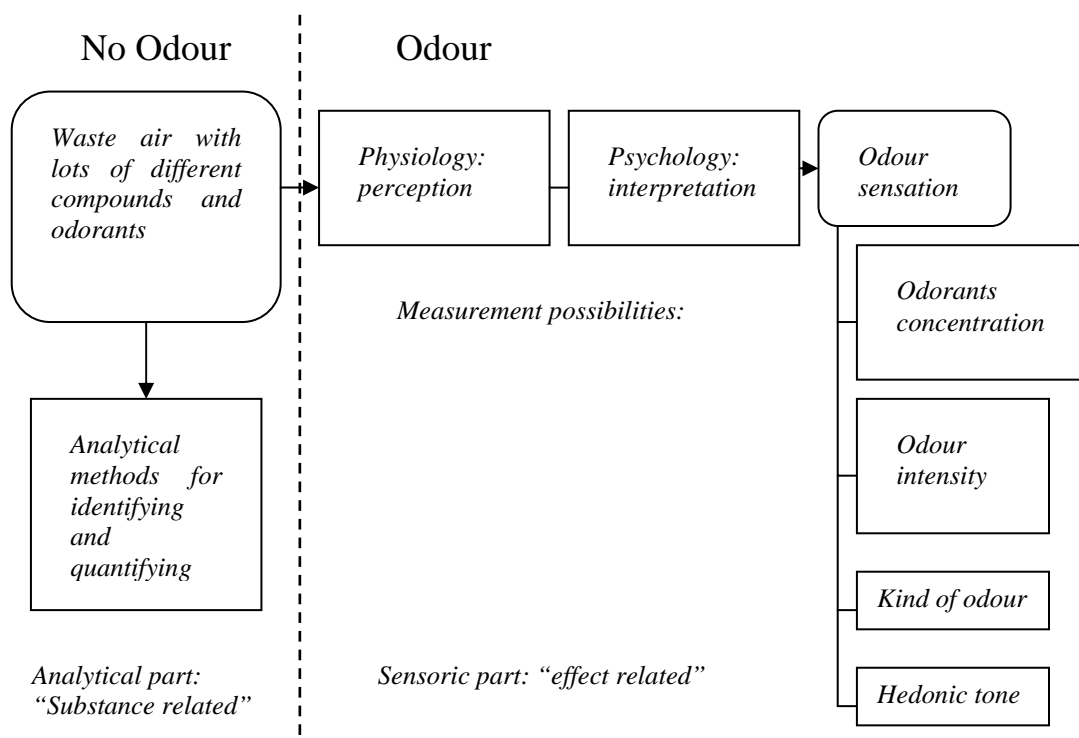 No Odour
Odour
Waste air with
lots of different
compounds and
odorants
Physiology:
perception
Psychology:
interpretation
Odour
sensation
Measurement possibilities:
Odorants
concentration
Analytical
methods for
identifying
and
quantifying
Odour
intensity
Kind of odour
Hedonic tone
Analytical part:
“Substance related”
Sensoric part: “effect related”